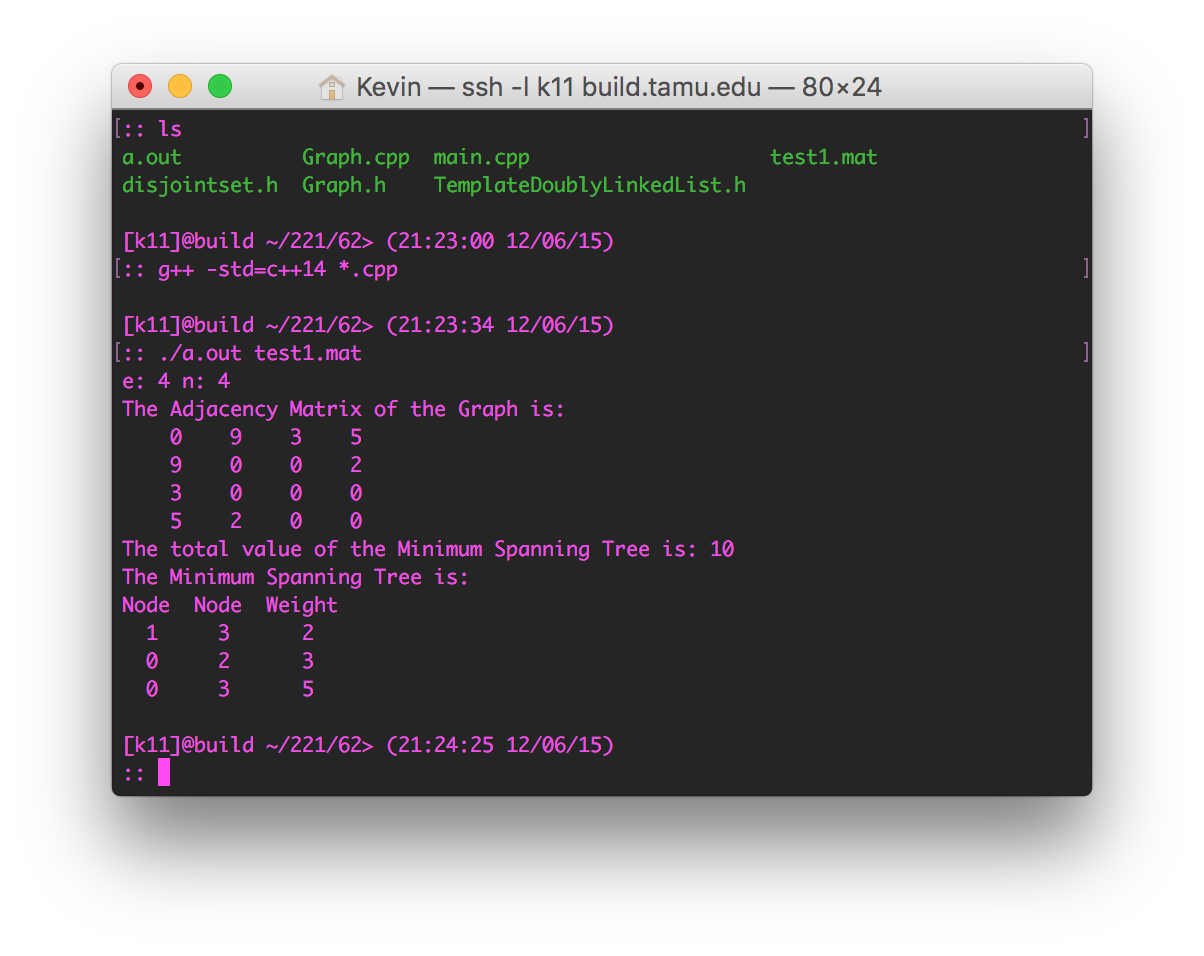 Kevin — ssh -l k11 build.tamu.edu — 80×24
[:: ls ]
a.out Graph.cpp main.cpp test1.mat
disjointset.h Graph.h TemplateDoublyLinkedList.h
[k11]@build ~/221/62> (21:23:00 12/06/15)
[:: g++ -std=c++14 *.cpp ]
[k11]@build ~/221/62> (21:23:34 12/06/15)
[:: ./a.out test1.mat ]
e: 4 n: 4
The Adjacency Matrix of the Graph is:
0 9 3 5
9 0 0 2
3 0 0 0
5 2 0 0
The total value of the Minimum Spanning Tree is: 10
The Minimum Spanning Tree is:
Node Node Weight
1 3 2
0 2 3
0 3 5
[k11]@build ~/221/62> (21:24:25 12/06/15)
::